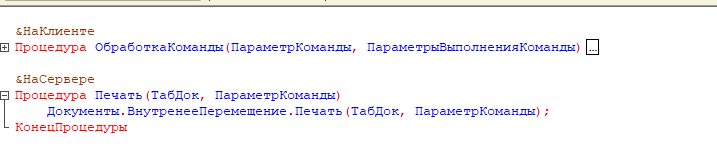 &НаКлиенте
Процедура ОбработкаКоманды(ПараметрКоманды, ПараметрыВыполненияКоманды) ...
&НаСервере
Процедура Печать(ТабДок, ПараметрКоманды)
Документы.ВнутренееПеремещение.Печать(ТабДок, ПараметрКоманды);
КонецПроцедуры